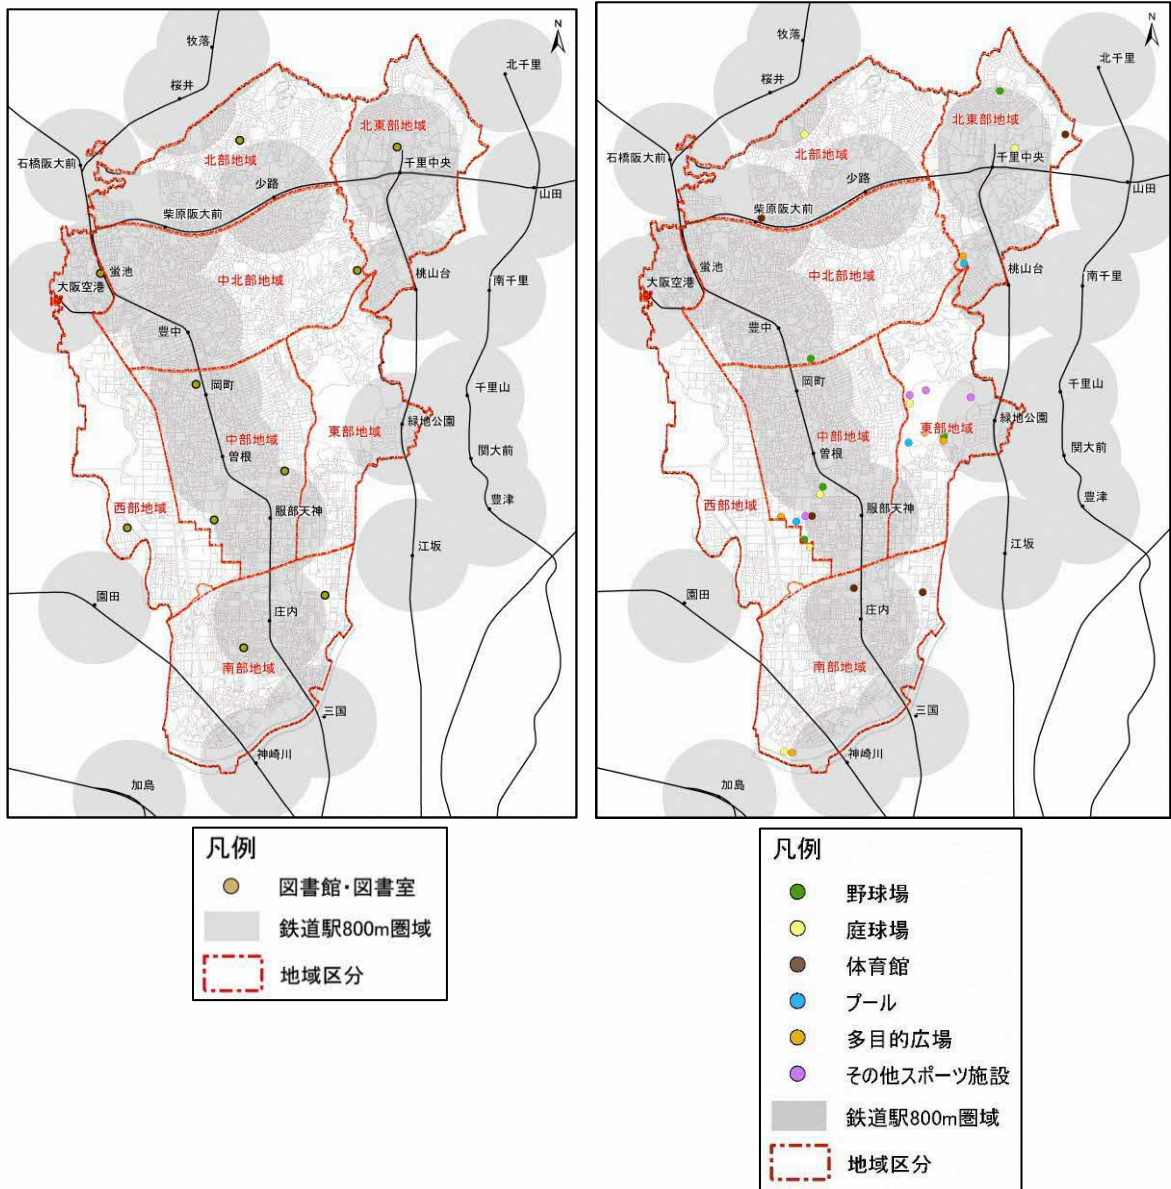 N
牧落
桜井
北千里
石橋阪大前
北部地域
北東部地域
千里中央
少路
山田
柴原阪大前
蛍池
大阪空港
中北部地域
桃山台
南千里
豊中
岡町
千里山
東部地域
緑地公園
中部地域
曽根
関大前
西部地域
服部天神
豊津
江坂
園田
庄内
南部地域
三国
神崎川
加島
凡例
図書館・図書室
鉄道駅800m圏域
地域区分
N
牧落
桜井
北千里
石橋阪大前
北部地域
北東部地域
千里中央
少路
山田
柴原阪大前
蛍池
大阪空港
中北部地域
桃山台
南千里
豊中
岡町
千里山
緑地公園
中部地域
東部地域
曽根
関大前
西部地域
服部天神
豊津
江坂
園田
庄内
南部地域
三国
神崎川
加島
凡例
野球場
庭球場
体育館
プール
多目的広場
その他スポーツ施設
鉄道駅800m圏域
地域区分